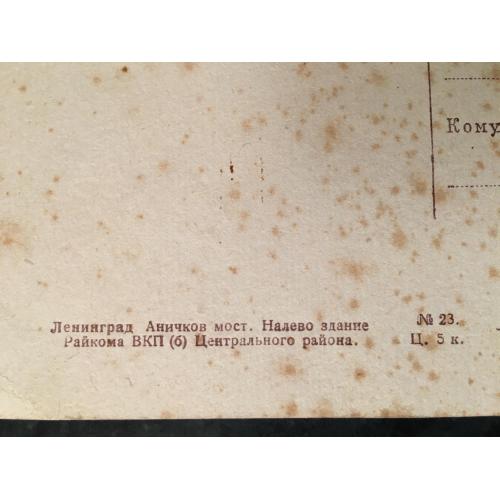 Кому
Ленинград Аничков мост. Налево здание
Райкома ВКП (б) Центрального района.
№ 23.
Ц. 5 к.